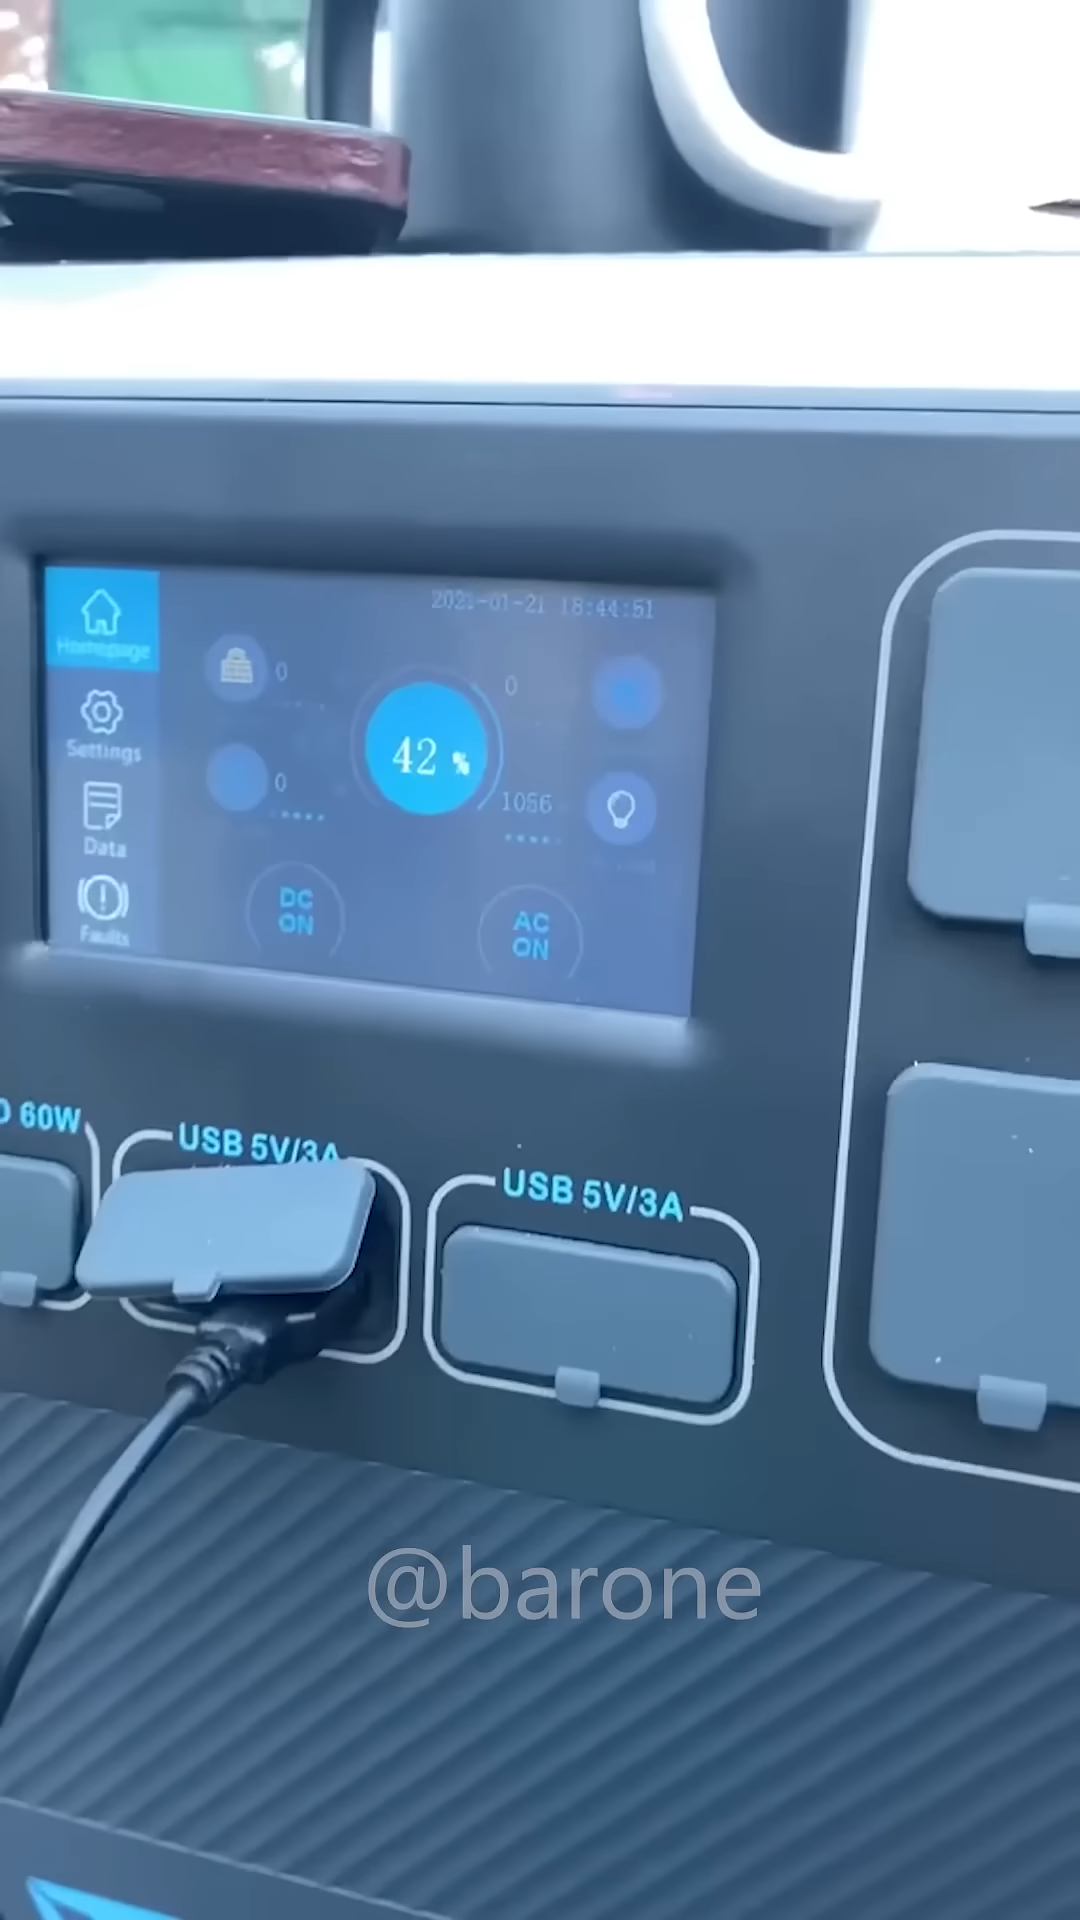 2021-01-21 18:44:51
Homepage
0
0
Settings
42 %
0
1056
Data
DC
ON
AC
ON
Faults
60W
USB 5V/3A
USB 5V/3A
@barone